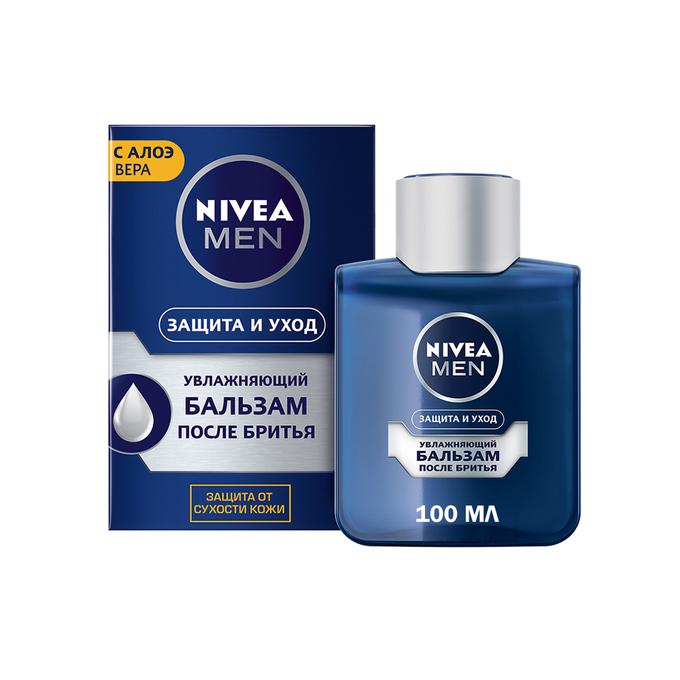 С АЛОЭ
ВЕРА
NIVEA
MEN
ЗАЩИТА И УХОД
УВЛАЖНЯЮЩИЙ
БАЛЬЗАМ
ПОСЛЕ БРИТЬЯ
ЗАЩИТА ОТ
СУХОСТИ КОЖИ
NIVEA
MEN
ЗАЩИТА И УХОД
УВЛАЖНЯЮЩИЙ
БАЛЬЗАМ
ПОСЛЕ БРИТЬЯ
100 МЛ